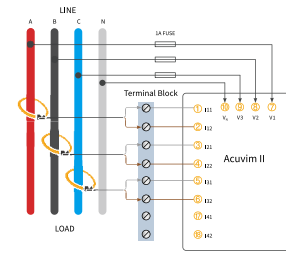 LINE
A B C N
1A FUSE
Terminal Block
10 9 8 7
Vn V3 V2 V1
1 I11
2 I12
3 I21
4 I22
Acuvim II
5 I31
6 I32
I41
I42
LOAD